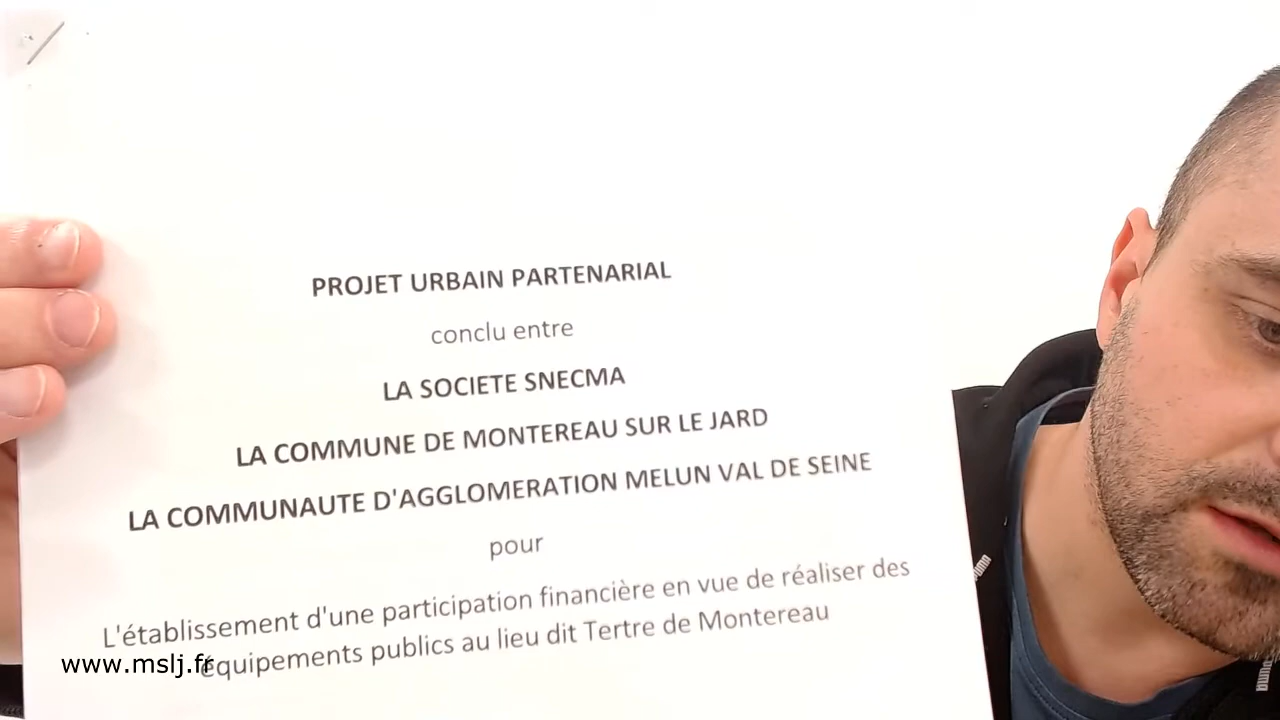 PROJET URBAIN PARTENARIAL
conclu entre
LA SOCIETE SNECMA
LA COMMUNE DE MONTEREAU SUR LE JARD
LA COMMUNAUTE D'AGGLOMERATION MELUN VAL DE SEINE
pour
L'établissement d'une participation financière en vue de réaliser des
équipements publics au lieu dit Tertre de Montereau
www.mslj.fr